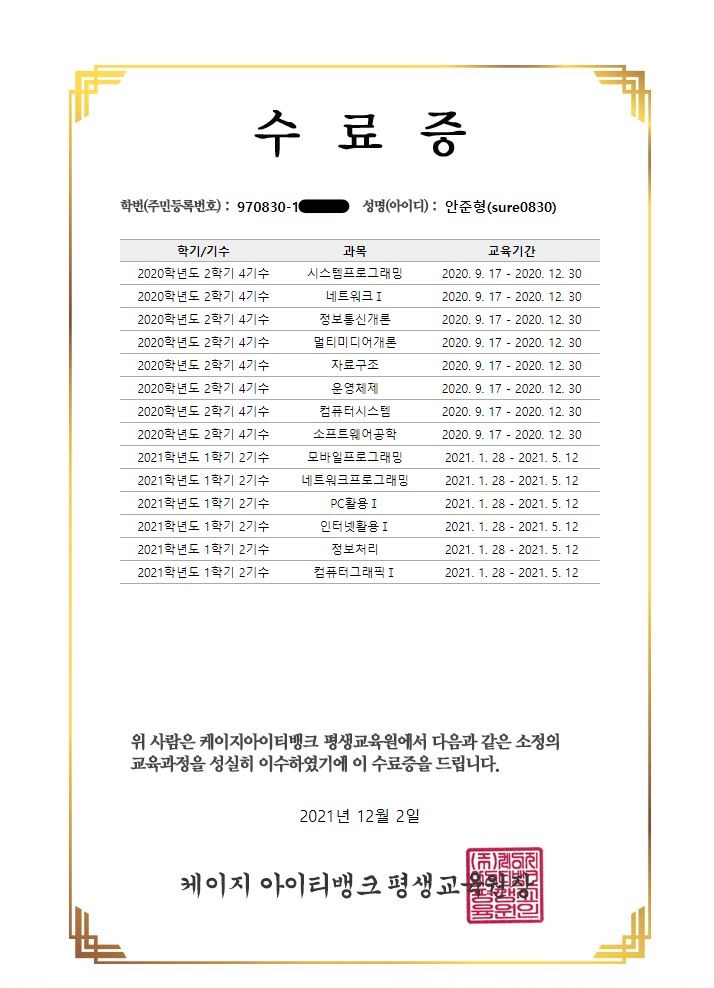 수 료 증
학번(주민등록번호) : 970830-1 성명(아이디) : 안준형(sure0830)
학기/기수 과목 교육기간
2020학년도 2학기 4기수 시스템프로그래밍 2020. 9. 17 - 2020. 12. 30
2020학년도 2학기 4기수 네트워크 I 2020. 9. 17 - 2020. 12. 30
2020학년도 2학기 4기수 정보통신개론 2020. 9. 17 - 2020. 12. 30
2020학년도 2학기 4기수 멀티미디어개론 2020. 9. 17 - 2020. 12. 30
2020학년도 2학기 4기수 자료구조 2020. 9. 17 - 2020. 12. 30
2020학년도 2학기 4기수 운영체제 2020. 9. 17 - 2020. 12. 30
2020학년도 2학기 4기수 컴퓨터시스템 2020. 9. 17 - 2020. 12. 30
2020학년도 2학기 4기수 소프트웨어공학 2020. 9. 17 - 2020. 12. 30
2021학년도 1학기 2기수 모바일프로그래밍 2021. 1. 28 - 2021. 5. 12
2021학년도 1학기 2기수 네트워크프로그래밍 2021. 1. 28 - 2021. 5. 12
2021학년도 1학기 2기수 PC활용 I 2021. 1. 28 - 2021. 5. 12
2021학년도 1학기 2기수 인터넷활용 I 2021. 1. 28 - 2021. 5. 12
2021학년도 1학기 2기수 정보처리 2021. 1. 28 - 2021. 5. 12
2021학년도 1학기 2기수 컴퓨터그래픽 I 2021. 1. 28 - 2021. 5. 12
위 사람은 케이지아이티뱅크 평생교육원에서 다음과 같은 소정의
교육과정을 성실히 이수하였기에 이 수료증을 드립니다.
2021년 12월 2일
케이지 아이티뱅크 평생교육원장